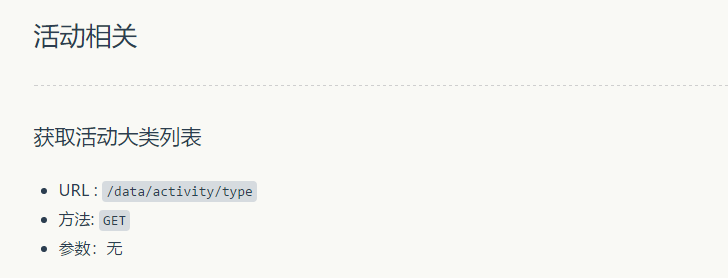 活动相关
获取活动大类列表
URL : /data/activity/type
方法: GET
参数：无